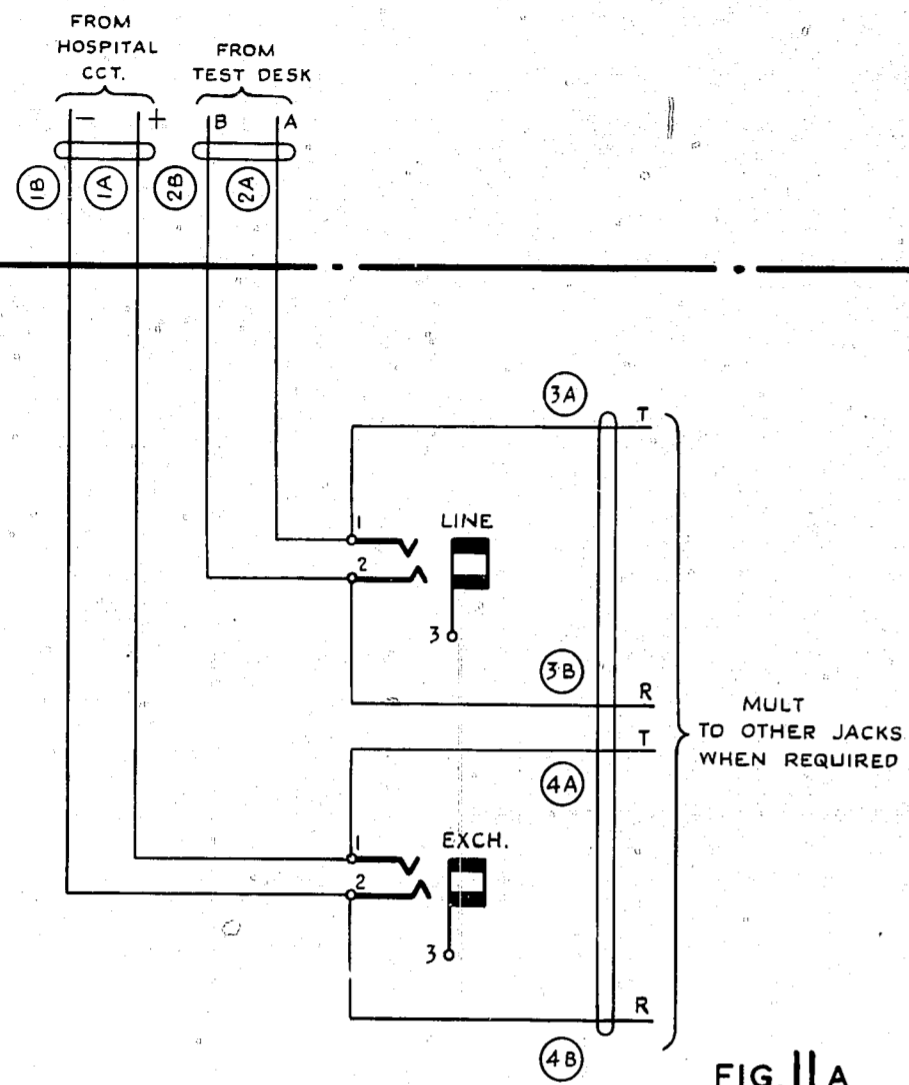 FROM
HOSPITAL
CCT.
FROM
TEST DESK
− +
B A
1B 1A 2B 2A
3A
T
1
LINE
2
3
3B
R
T
4A
MULT
TO OTHER JACKS
WHEN REQUIRED
1
EXCH.
2
3
R
4B
FIG 11A